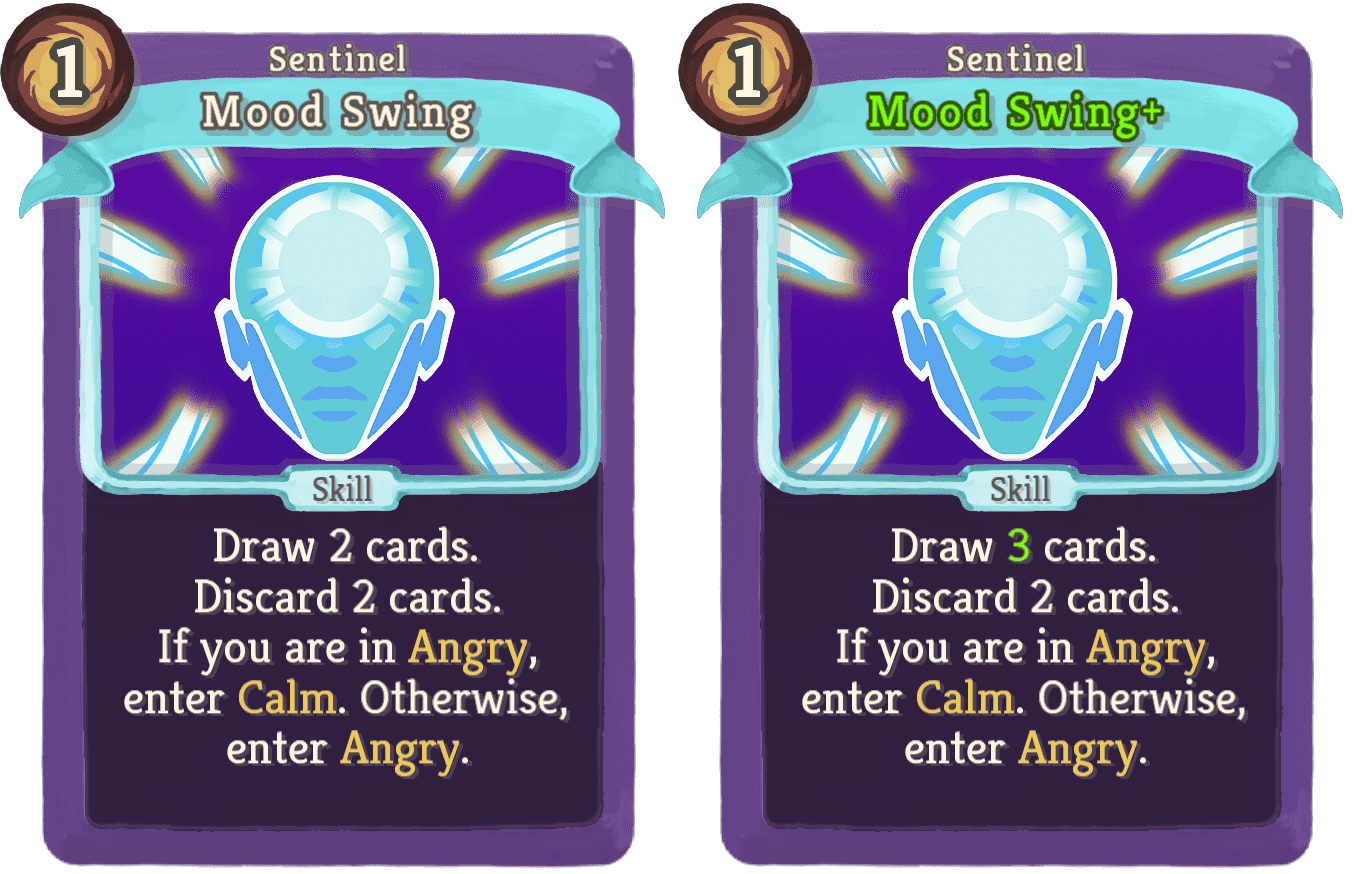 1
Sentinel
Mood Swing
Skill
Draw 2 cards.
Discard 2 cards.
If you are in Angry,
enter Calm. Otherwise,
enter Angry.
1
Sentinel
Mood Swing+
Skill
Draw 3 cards.
Discard 2 cards.
If you are in Angry,
enter Calm. Otherwise,
enter Angry.